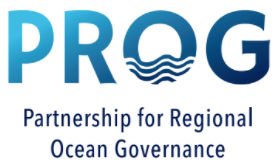 PROG
Partnership for Regional
Ocean Governance